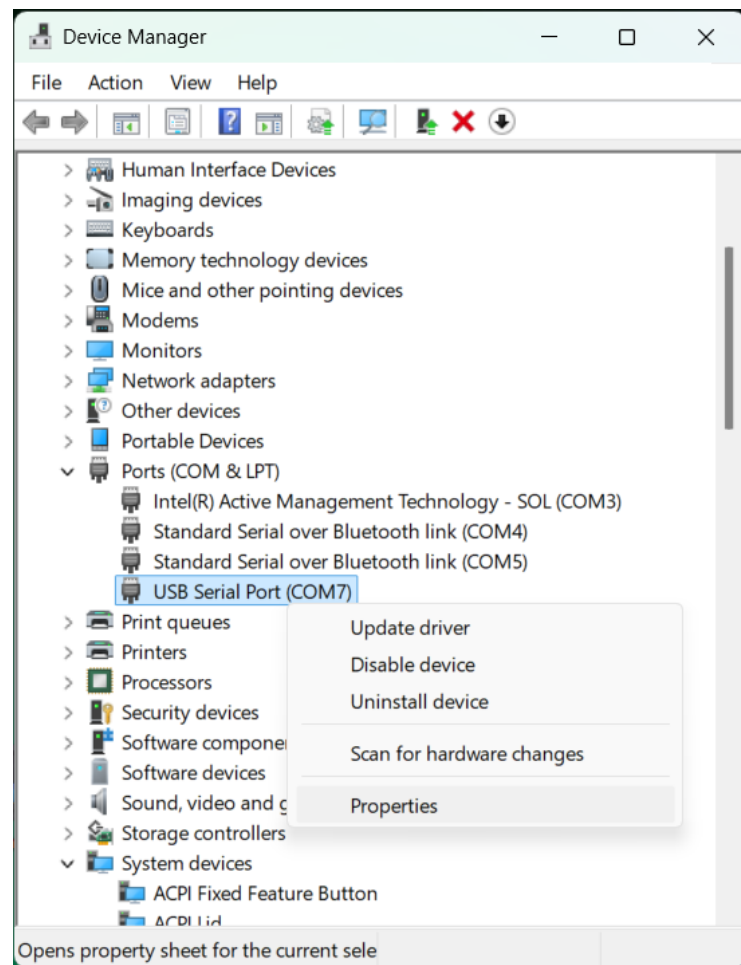 Device Manager
File Action View Help
Human Interface Devices
Imaging devices
Keyboards
Memory technology devices
Mice and other pointing devices
Modems
Monitors
Network adapters
Other devices
Portable Devices
Ports (COM & LPT)
Intel(R) Active Management Technology - SOL (COM3)
Standard Serial over Bluetooth link (COM4)
Standard Serial over Bluetooth link (COM5)
USB Serial Port (COM7)
Print queues
Printers
Processors
Security devices
Software componen
Software devices
Sound, video and g
Storage controllers
System devices
ACPI Fixed Feature Button
ACPI Lid
Update driver
Disable device
Uninstall device
Scan for hardware changes
Properties
Opens property sheet for the current sele